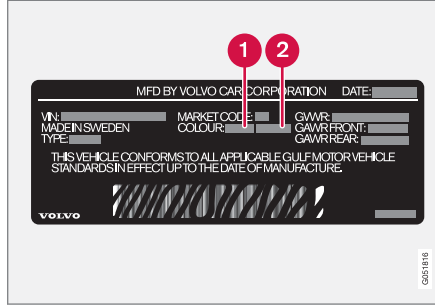 1 2
MFD BY VOLVO CAR CORPORATION DATE:
VIN: MARKET CODE: GVWR:
MADE IN SWEDEN COLOUR: GAWR FRONT:
TYPE: GAWR REAR:
THIS VEHICLE CONFORMS TO ALL APPLICABLE GULF MOTOR VEHICLE
STANDARDS IN EFFECT UP TO THE DATE OF MANUFACTURE.
VOLVO
G051816